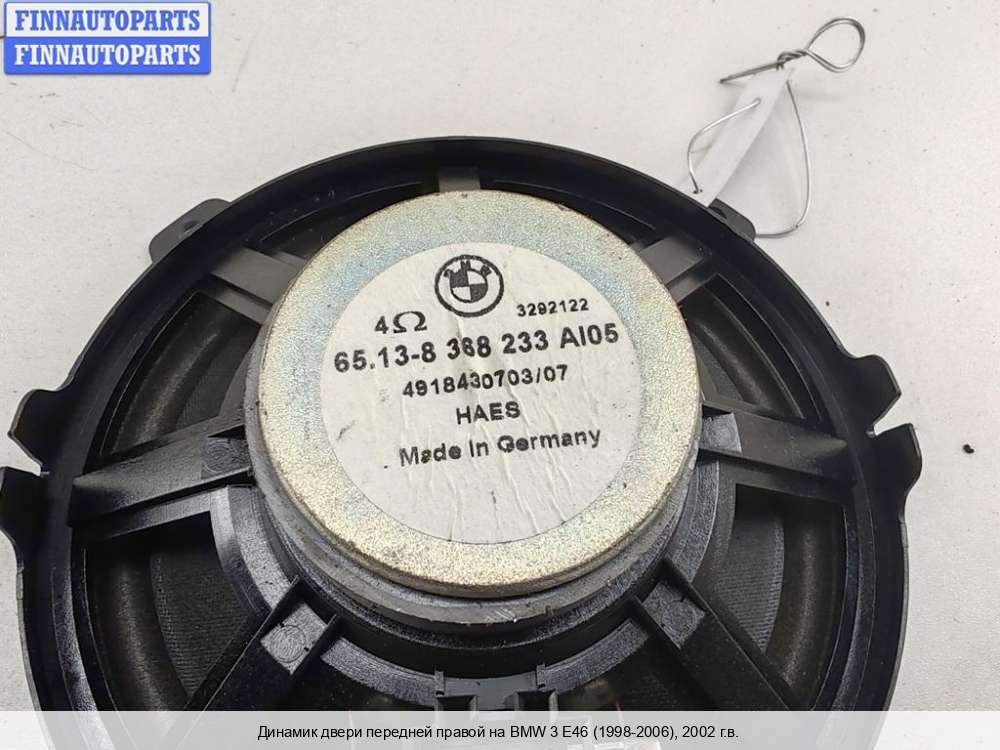 FINNAUTOPARTS
FINNAUTOPARTS
BMW
4Ω
3292122
65.13-8 368 233 AI05
4918430703/07
HAES
Made In Germany
Динамик двери передней правой на BMW 3 E46 (1998-2006), 2002 г.в.